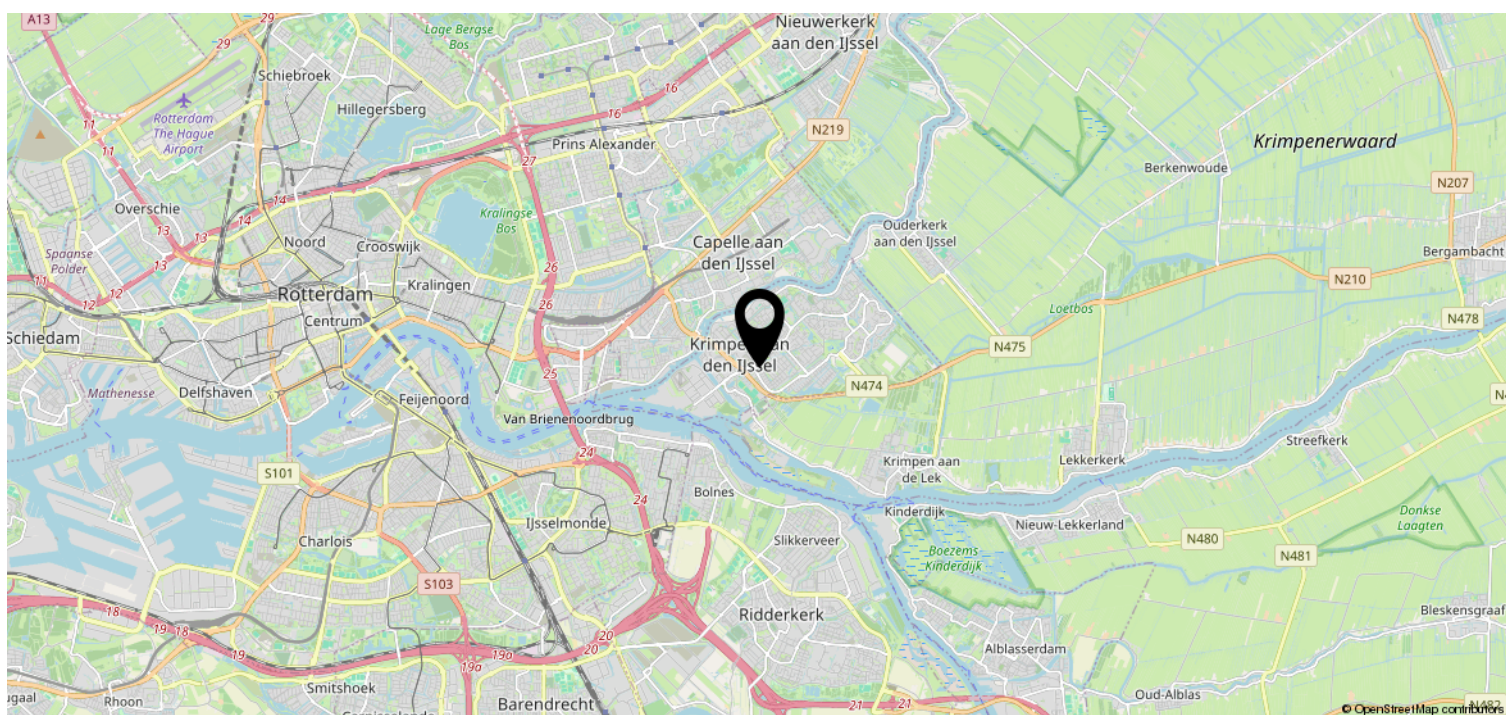 A13
29
Lage Bergse
Bos
Nieuwerkerk
aan den IJssel
29
Schiebroek
16
Hillegersberg
Rotterdam
The Hague
Airport
11
16
N219
Prins Alexander
27
11
Krimpenerwaard
Berkenwoude
N207
14
Overschie
14
13
13
Kralingse
Bos
Noord
Crooswijk
Ouderkerk
aan den IJssel
Capelle aan
den IJssel
Bergambacht
Spaanse
Polder
13
11
12
12
26
26
Kralingen
Rotterdam
Centrum
N210
Loetbos
N478
Schiedam
Krimpen aan
den IJssel
N475
25
Mathenesse
Delfshaven
Feijenoord
N474
Van Brienenoordbrug
Streefkerk
24
S101
Krimpen aan
de Lek
Lekkerkerk
24
Bolnes
Kinderdijk
Nieuw-Lekkerland
Donkse
Laagten
IJsselmonde
Charlois
Slikkerveer
N480
N481
Boezems
Kinderdijk
S103
18
19
18
19
20
20
19a
19a
Ridderkerk
Bleskensgraaf
Alblasserdam
Smitshoek
Rhoon
Barendrecht
21
21
Oud-Alblas
N482
© OpenStreetMap contributors